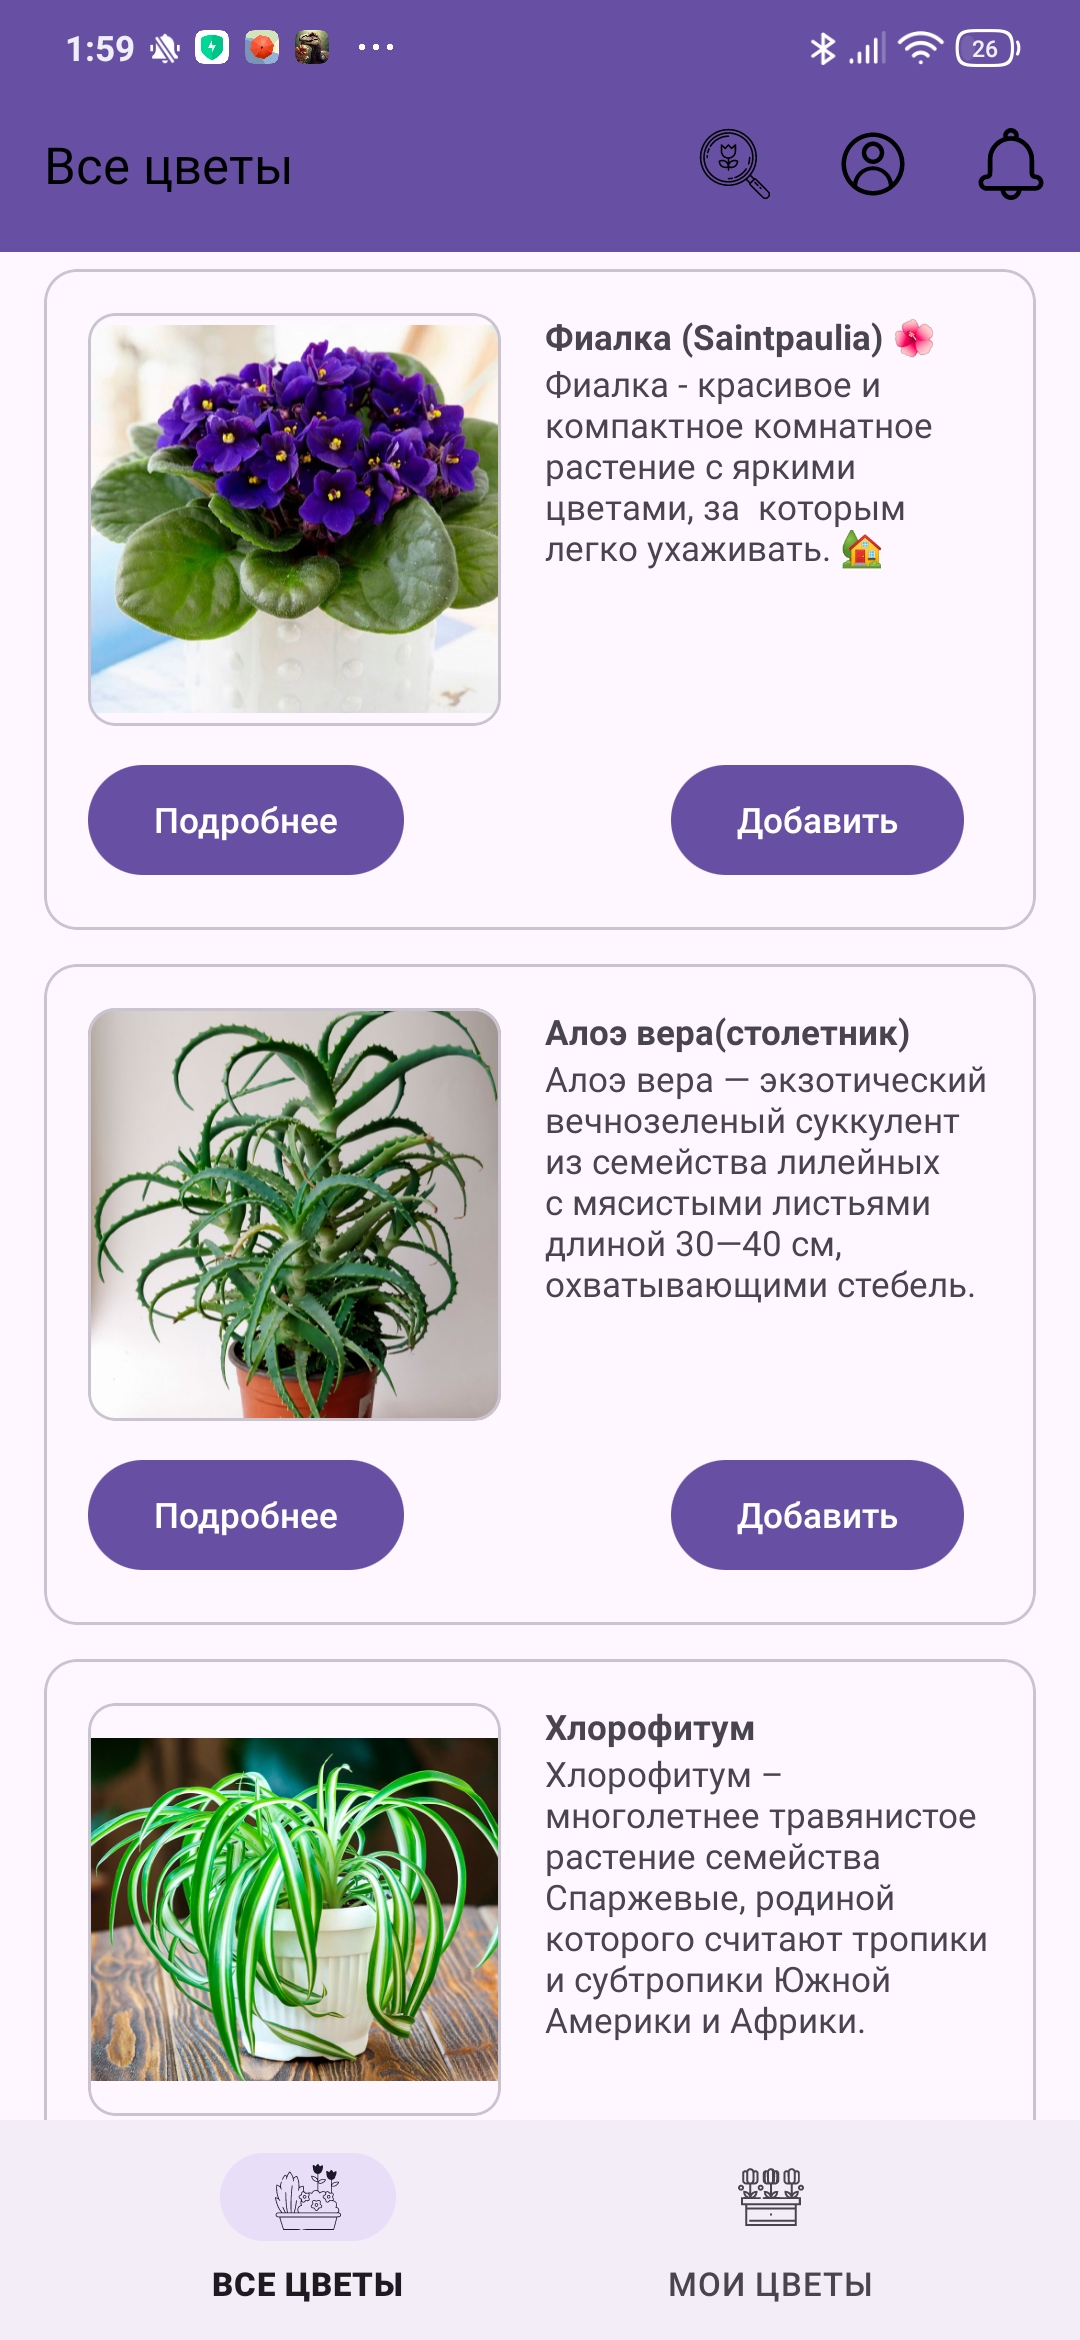 1:59
26
Все цветы
Фиалка (Saintpaulia) 🌺
Фиалка - красивое и
компактное комнатное
растение с яркими
цветами, за  которым
легко ухаживать. 🏡
Подробнее
Добавить
Алоэ вера(столетник)
Алоэ вера — экзотический
вечнозеленый суккулент
из семейства лилейных
с мясистыми листьями
длиной 30—40 см,
охватывающими стебель.
Подробнее
Добавить
Хлорофитум
Хлорофитум –
многолетнее травянистое
растение семейства
Спаржевые, родиной
которого считают тропики
и субтропики Южной
Америки и Африки.
ВСЕ ЦВЕТЫ
МОИ ЦВЕТЫ